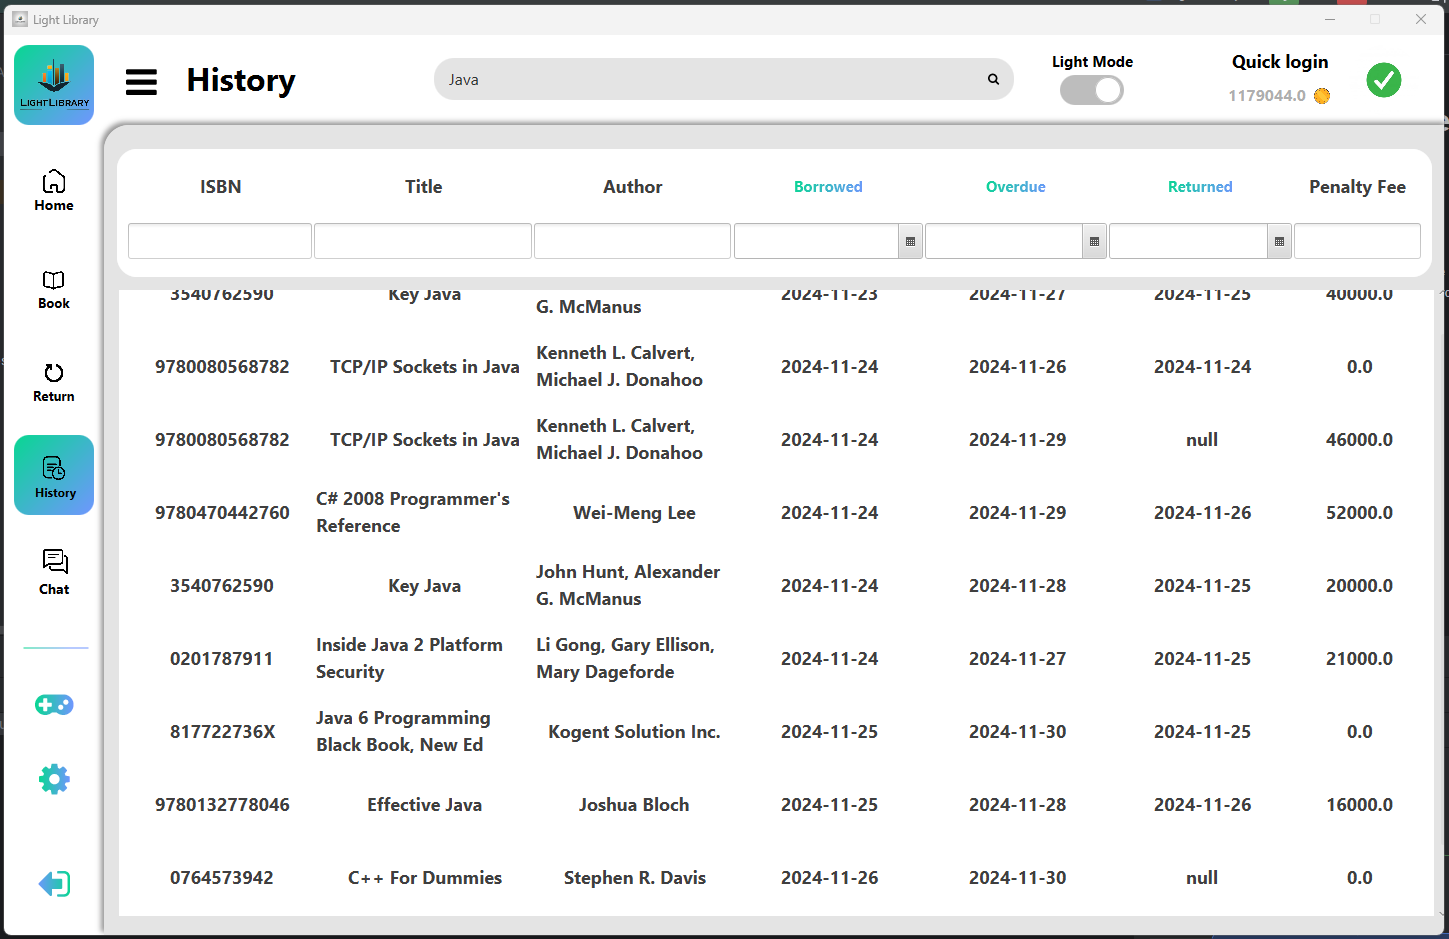 Light Library
LIGHTLIBRARY
History
Java
Light Mode
Quick login
1179044.0
Home
Book
Return
History
Chat
ISBN Title Author Borrowed Overdue Returned Penalty Fee
3540762590 Key Java G. McManus 2024-11-23 2024-11-27 2024-11-25 40000.0
9780080568782 TCP/IP Sockets in Java Kenneth L. Calvert, 2024-11-24 2024-11-26 2024-11-24 0.0
Michael J. Donahoo
9780080568782 TCP/IP Sockets in Java Kenneth L. Calvert, 2024-11-24 2024-11-29 null 46000.0
Michael J. Donahoo
9780470442760 C# 2008 Programmer's Wei-Meng Lee 2024-11-24 2024-11-29 2024-11-26 52000.0
Reference
3540762590 Key Java John Hunt, Alexander 2024-11-24 2024-11-28 2024-11-25 20000.0
G. McManus
0201787911 Inside Java 2 Platform Li Gong, Gary Ellison, 2024-11-24 2024-11-27 2024-11-25 21000.0
Security Mary Dageforde
817722736X Java 6 Programming Kogent Solution Inc. 2024-11-25 2024-11-30 2024-11-25 0.0
Black Book, New Ed
9780132778046 Effective Java Joshua Bloch 2024-11-25 2024-11-28 2024-11-26 16000.0
0764573942 C++ For Dummies Stephen R. Davis 2024-11-26 2024-11-30 null 0.0